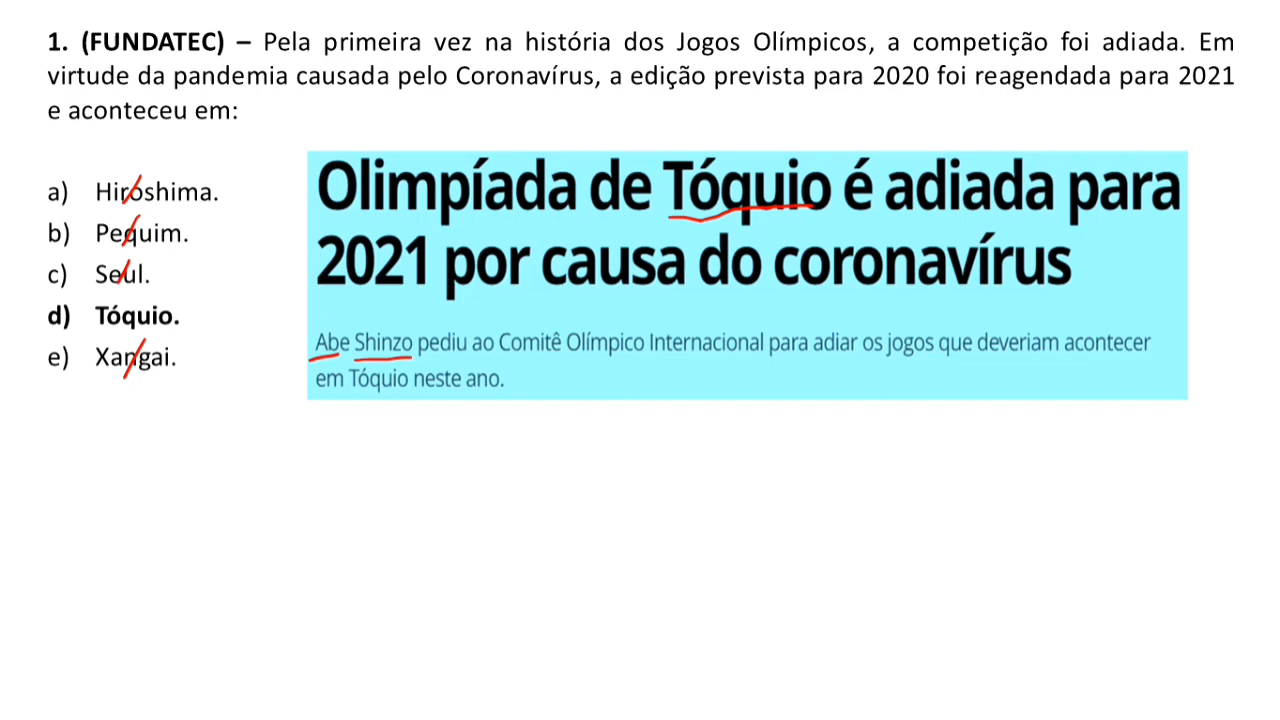 1. (FUNDATEC) – Pela primeira vez na história dos Jogos Olímpicos, a competição foi adiada. Em
virtude da pandemia causada pelo Coronavírus, a edição prevista para 2020 foi reagendada para 2021
e aconteceu em:
a) Hiroshima.
b) Pequim.
c) Seul.
d) Tóquio.
e) Xangai.
Olimpíada de Tóquio é adiada para
2021 por causa do coronavírus
Abe Shinzo pediu ao Comitê Olímpico Internacional para adiar os jogos que deveriam acontecer
em Tóquio neste ano.